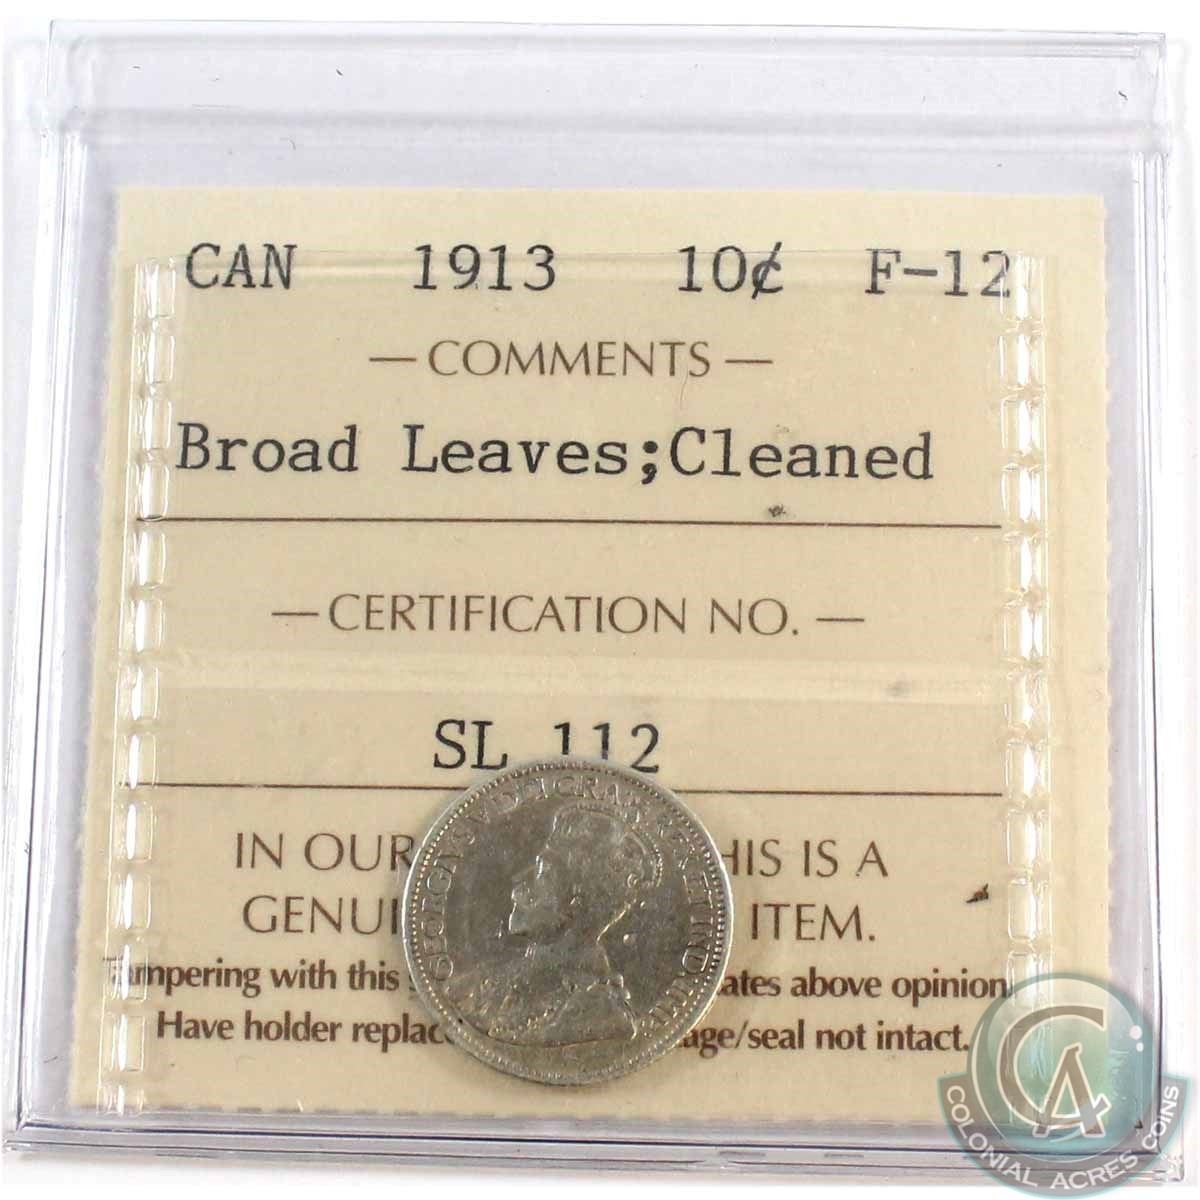 CAN 1913 10¢ F-12
— COMMENTS —
Broad Leaves;Cleaned
— CERTIFICATION NO. —
SL 112
IN OUR HIS IS A
GENUI ITEM.
Tampering with this ates above opinion
Have holder replac age/seal not intact.
GEORGIVS V DEI GRA: REX ET IND: IMP:
CA
COLONIAL ACRES COINS